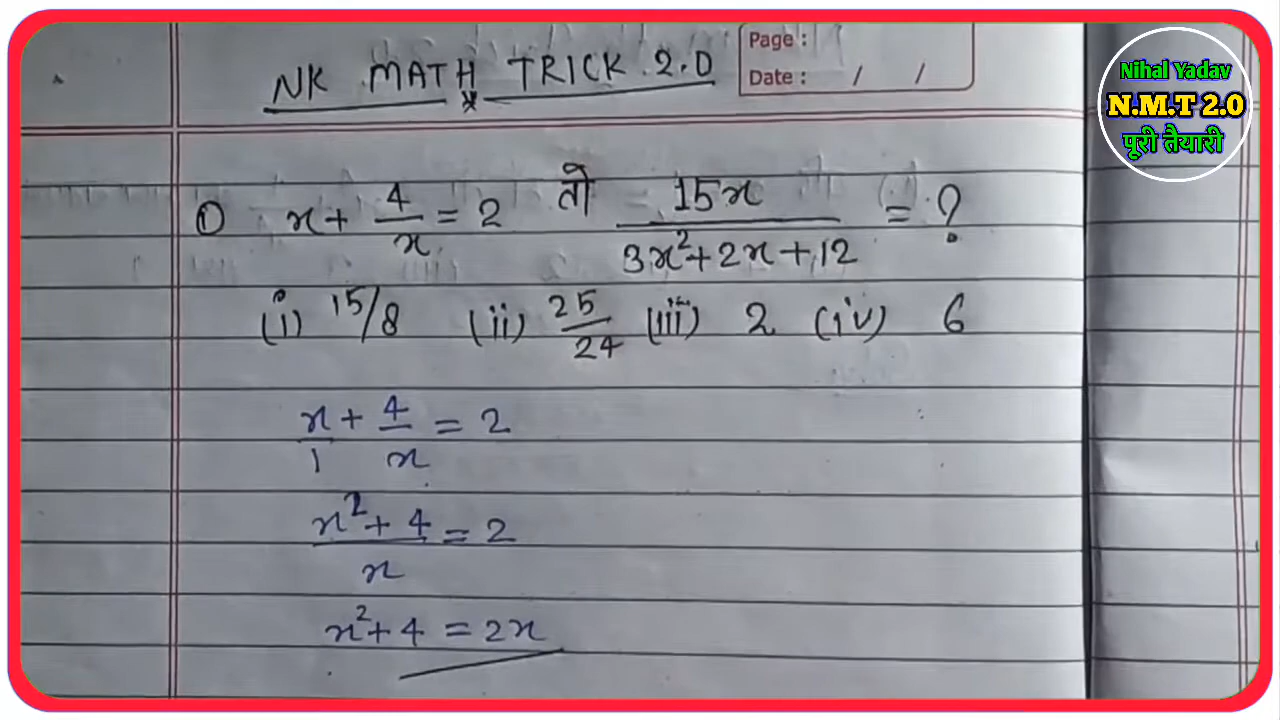 NK MATH TRICK 2.0
Page :
Date : / /
Nihal Yadav
N.M.T 2.0
पूरी तैयारी
① x + 4/x = 2 तो 15x/(3x²+2x+12) = ?
(i) 15/8 (ii) 25/24 (iii) 2 (iv) 6
x/1 + 4/x = 2
(x²+4)/x = 2
x²+4 = 2x